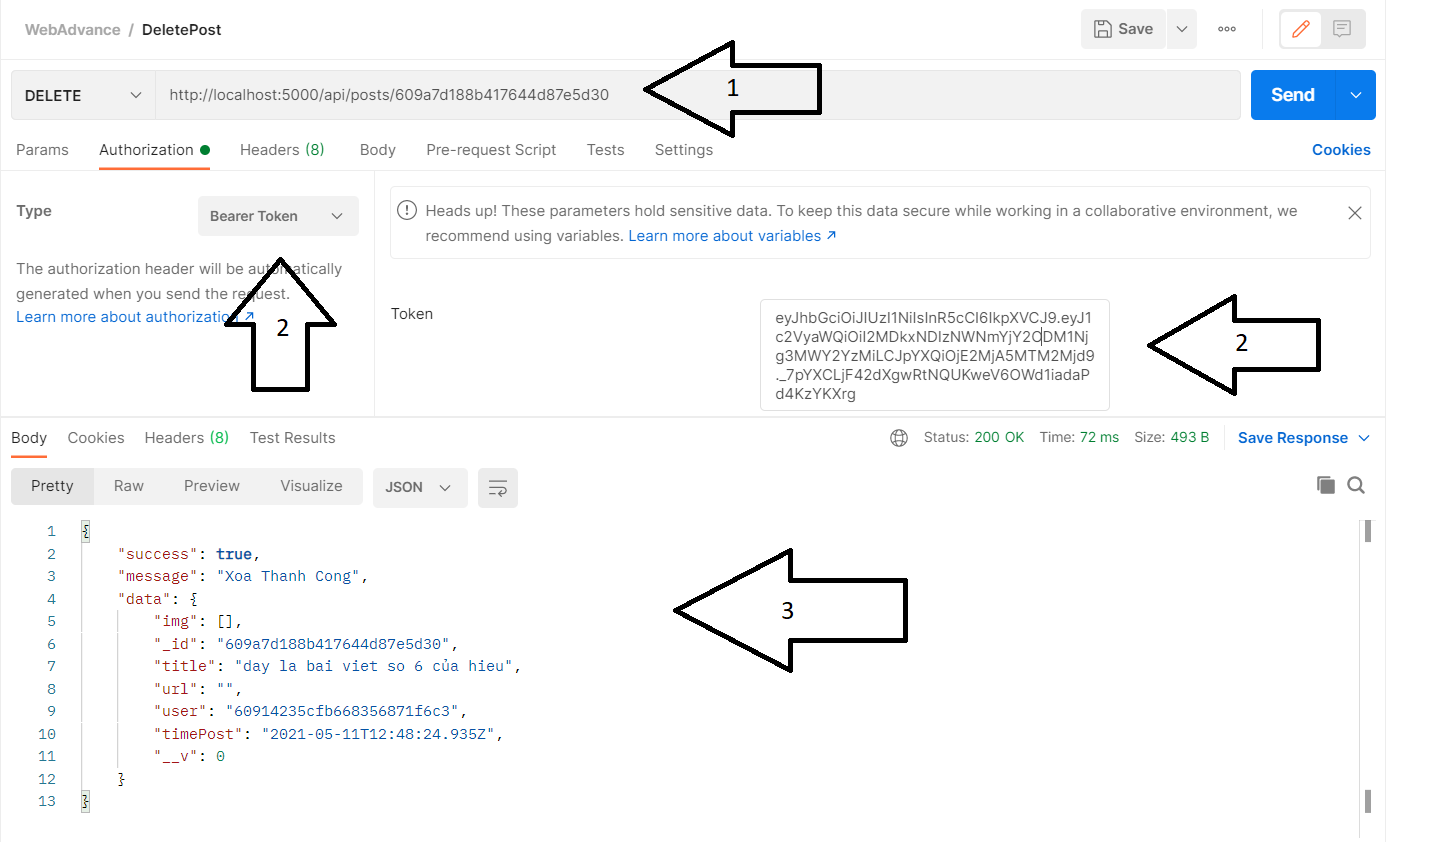 WebAdvance / DeletePost
Save
DELETE
http://localhost:5000/api/posts/609a7d188b417644d87e5d30
1
Send
Params Authorization Headers (8) Body Pre-request Script Tests Settings Cookies
Type
Bearer Token
The authorization header will be automatically
generated when you send the request.
Learn more about authorization ↗
2
Heads up! These parameters hold sensitive data. To keep this data secure while working in a collaborative environment, we
recommend using variables. Learn more about variables ↗
Token
eyJhbGciOiJIUzI1NiIsInR5cCI6IkpXVCJ9.eyJ1
c2VyaWQiOiI2MDkxNDIzNWNmYjY2ODM1Nj
g3MWY2YzMiLCJpYXQiOjE2MjA5MTM2Mjd9
._7pYXCLjF42dXgwRtNQUKweV6OWd1iadaP
d4KzYKXrg
2
Body Cookies Headers (8) Test Results
Status: 200 OK Time: 72 ms Size: 493 B Save Response
Pretty Raw Preview Visualize JSON
1 {
2 "success": true,
3 "message": "Xoa Thanh Cong",
4 "data": {
5 "img": [],
6 "_id": "609a7d188b417644d87e5d30",
7 "title": "day la bai viet so 6 của hieu",
8 "url": "",
9 "user": "60914235cfb668356871f6c3",
10 "timePost": "2021-05-11T12:48:24.935Z",
11 "__v": 0
12 }
13 }
3